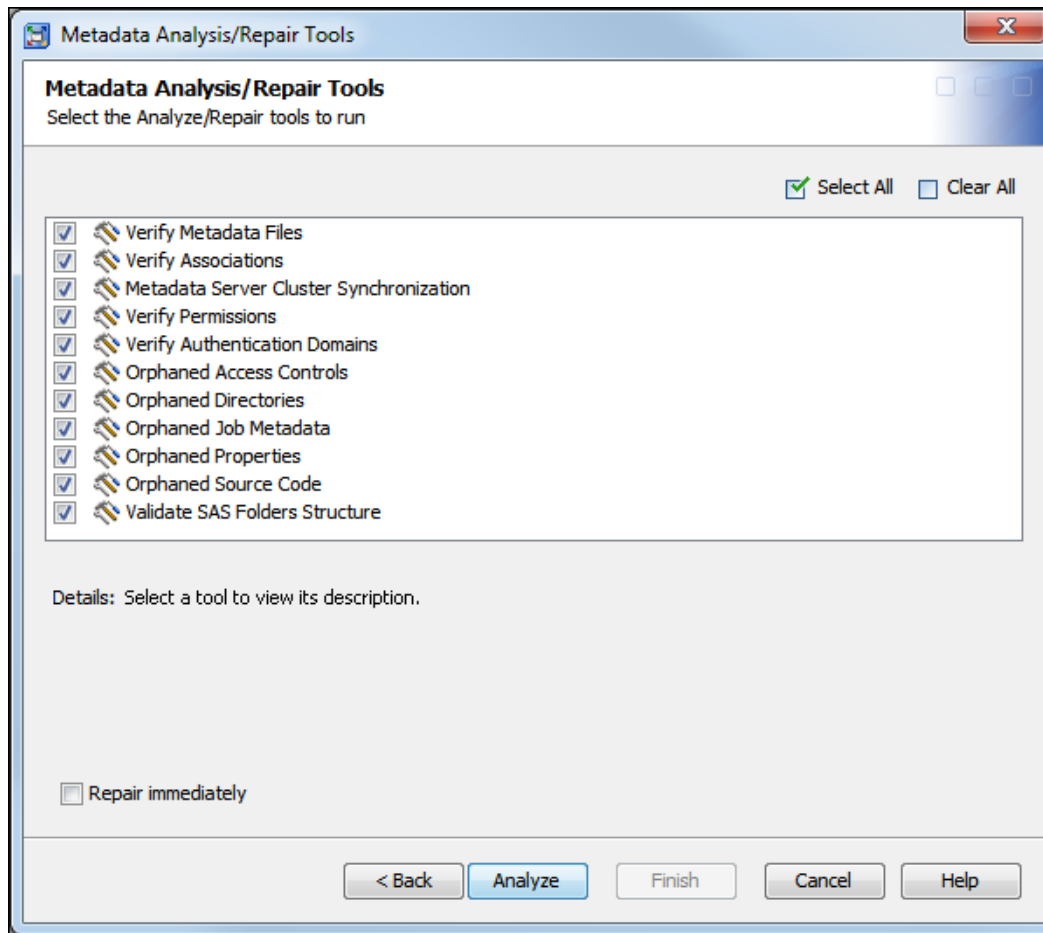 Metadata Analysis/Repair Tools
Metadata Analysis/Repair Tools
Select the Analyze/Repair tools to run
Select All Clear All
Verify Metadata Files
Verify Associations
Metadata Server Cluster Synchronization
Verify Permissions
Verify Authentication Domains
Orphaned Access Controls
Orphaned Directories
Orphaned Job Metadata
Orphaned Properties
Orphaned Source Code
Validate SAS Folders Structure
Details: Select a tool to view its description.
Repair immediately
< Back Analyze Finish Cancel Help